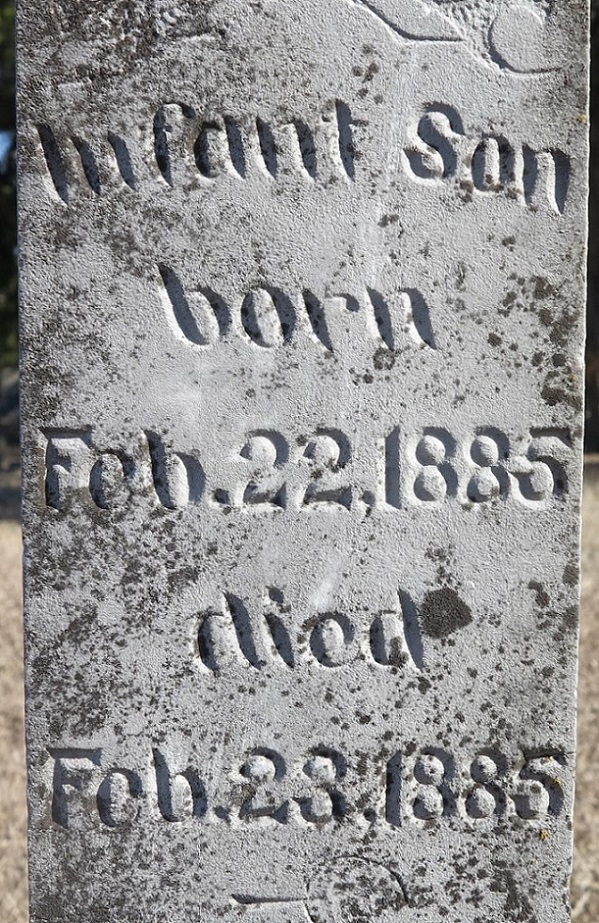 Infant Son
born
Feb. 22, 1885
died
Feb. 23, 1885